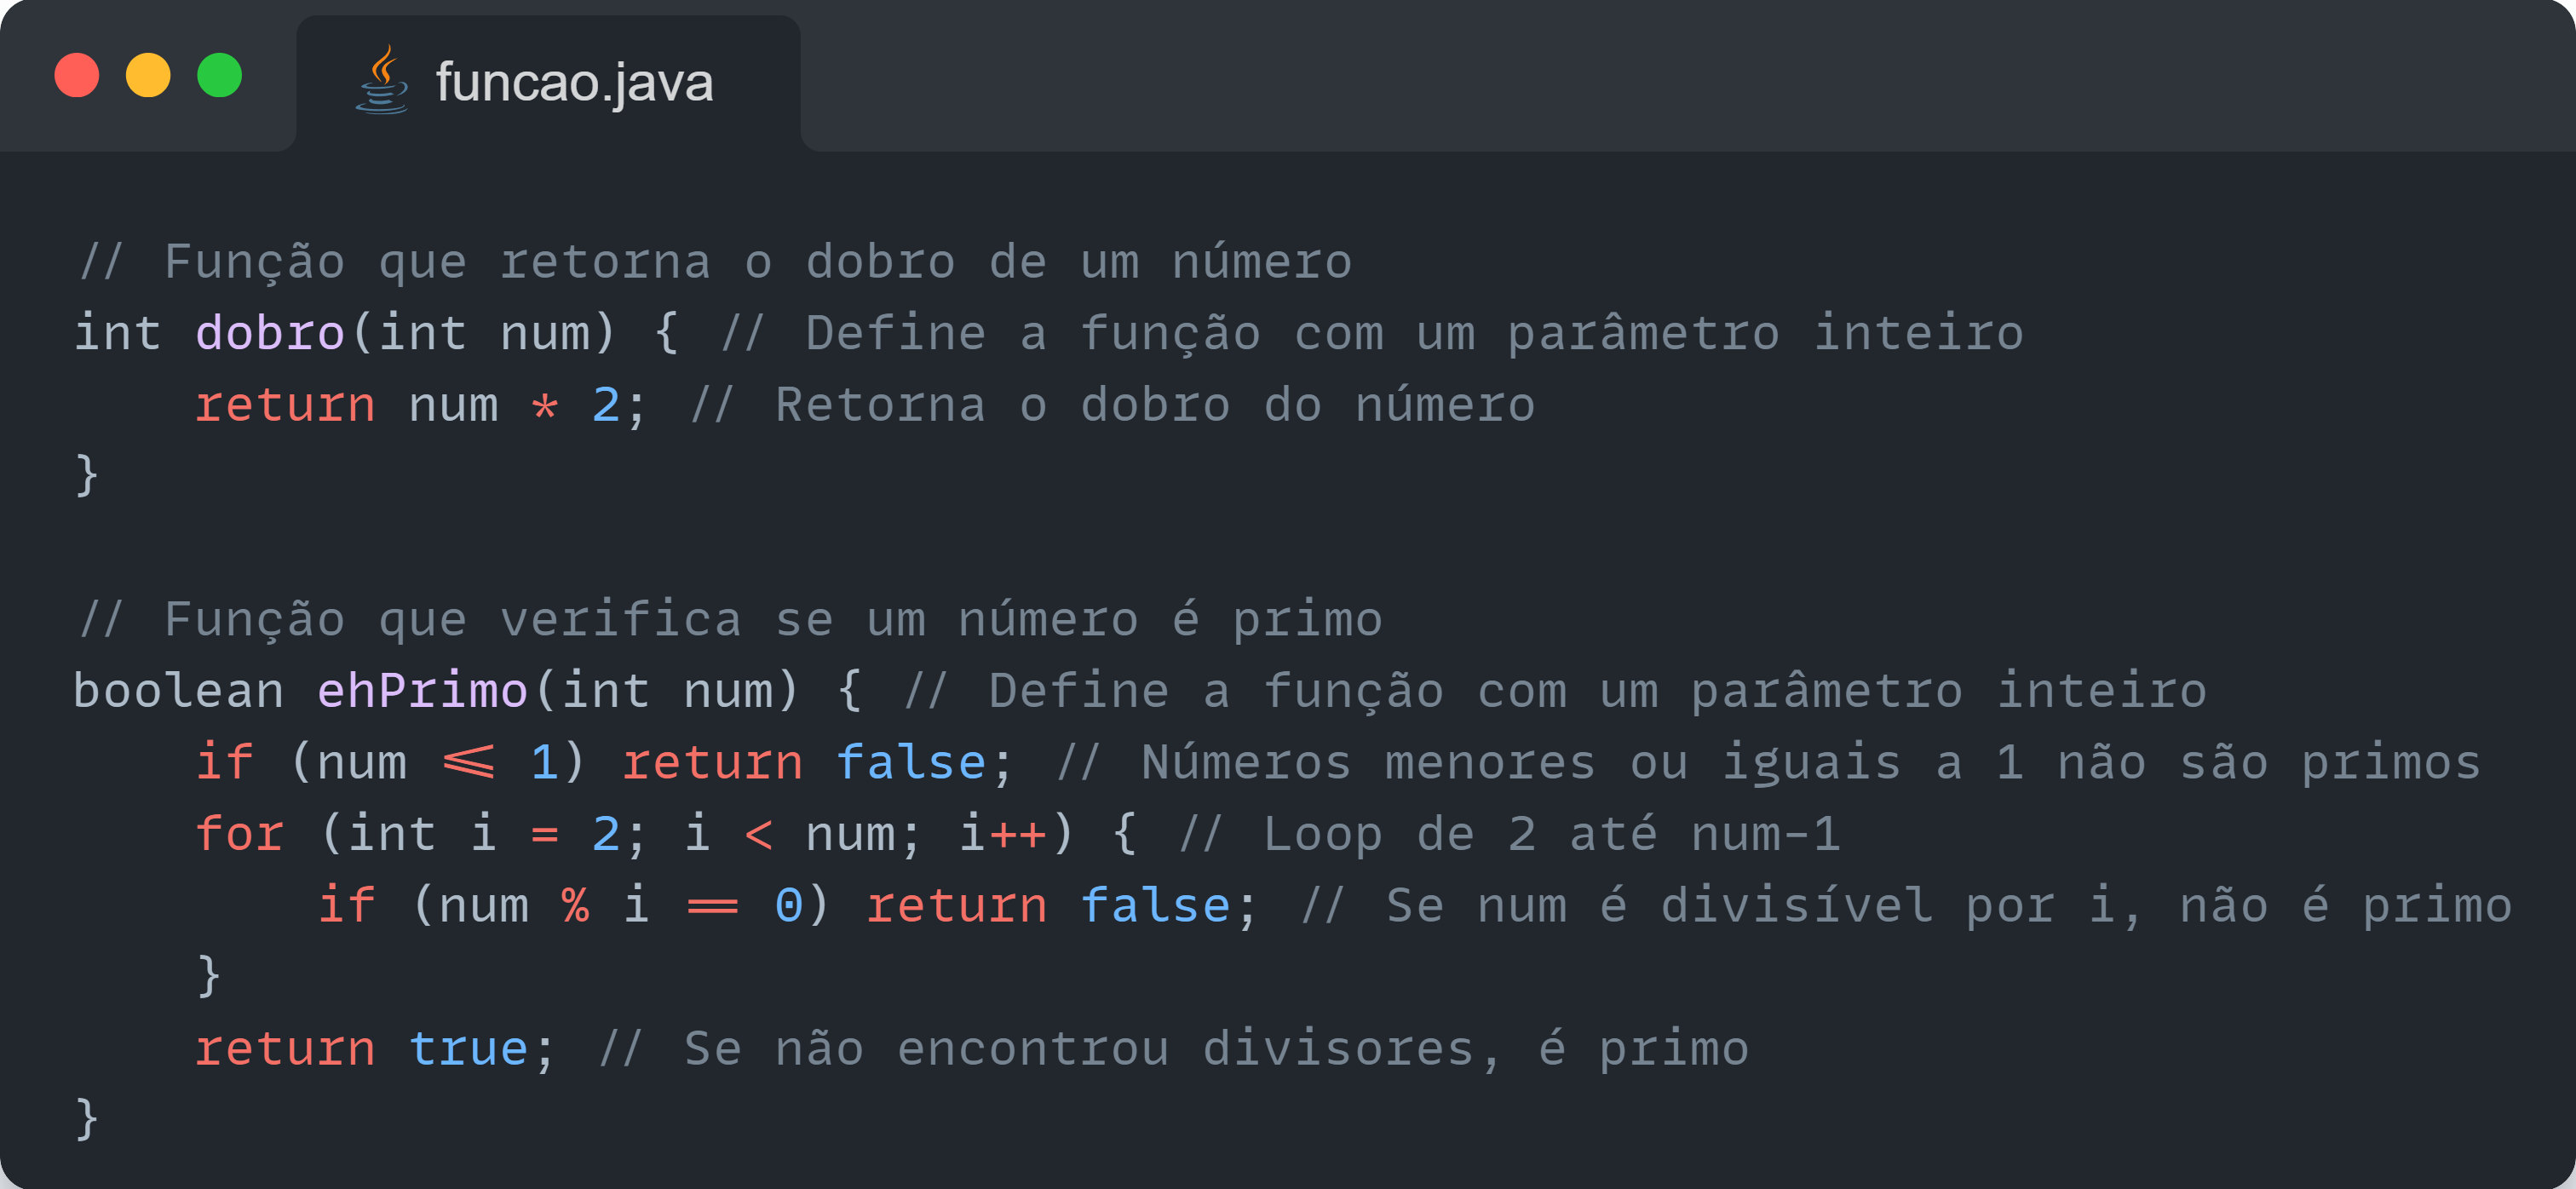 funcao.java
// Função que retorna o dobro de um número
int dobro(int num) { // Define a função com um parâmetro inteiro
    return num * 2; // Retorna o dobro do número
}

// Função que verifica se um número é primo
boolean ehPrimo(int num) { // Define a função com um parâmetro inteiro
    if (num <= 1) return false; // Números menores ou iguais a 1 não são primos
    for (int i = 2; i < num; i++) { // Loop de 2 até num-1
        if (num % i == 0) return false; // Se num é divisível por i, não é primo
    }
    return true; // Se não encontrou divisores, é primo
}